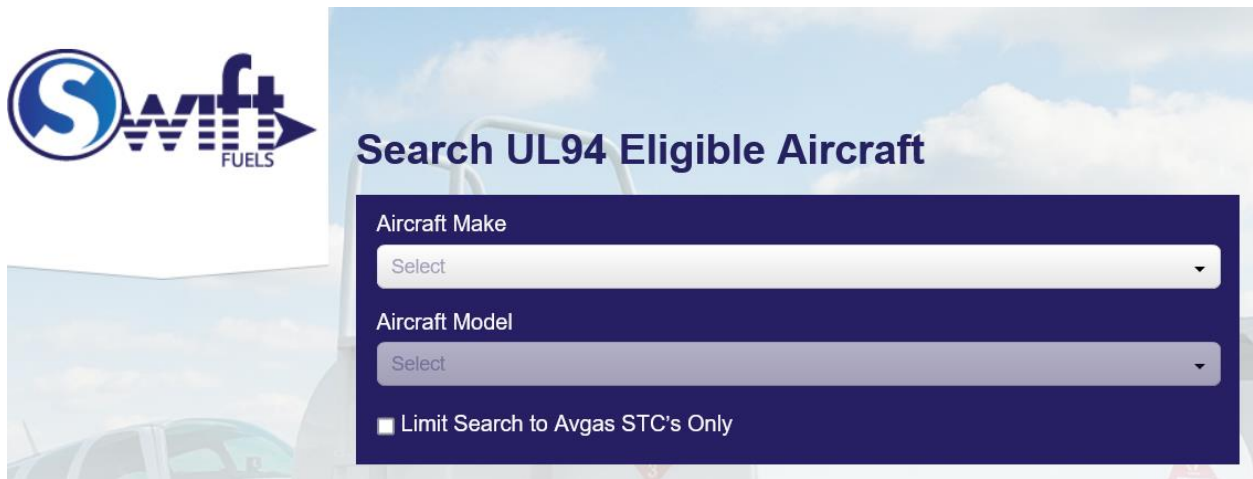 Swift
FUELS
Search UL94 Eligible Aircraft
Aircraft Make
Select
Aircraft Model
Select
Limit Search to Avgas STC's Only